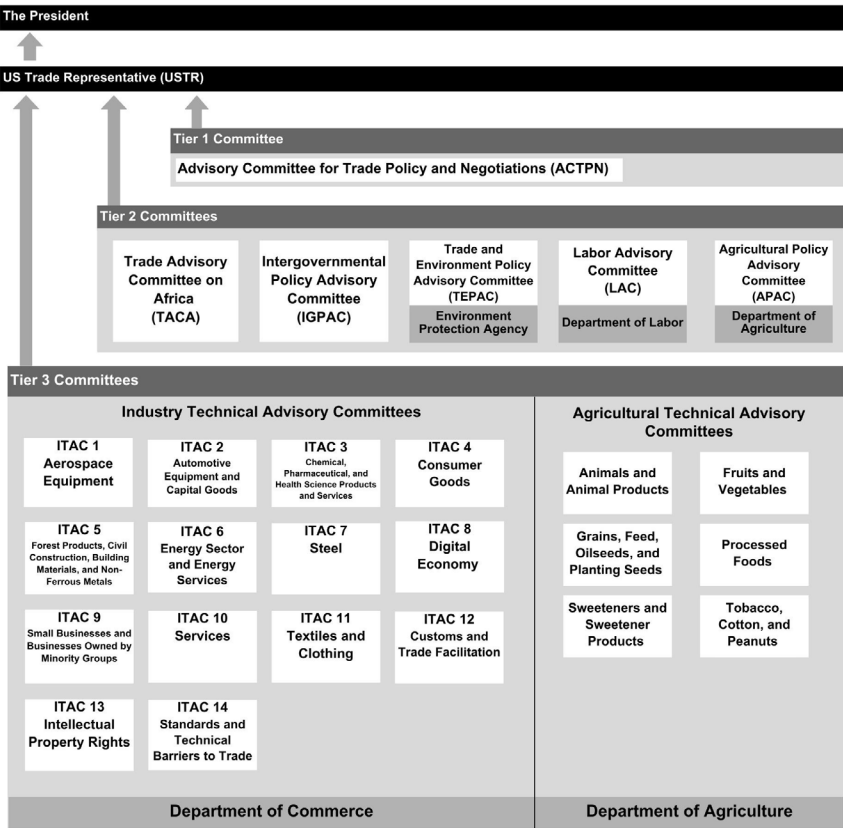 The President
US Trade Representative (USTR)
Tier 1 Committee
Advisory Committee for Trade Policy and Negotiations (ACTPN)
Tier 2 Committees
Trade Advisory
Committee on
Africa
(TACA)
Intergovernmental
Policy Advisory
Committee
(IGPAC)
Trade and
Environment Policy
Advisory Committee
(TEPAC)
Environment
Protection Agency
Labor Advisory
Committee
(LAC)
Department of Labor
Agricultural Policy
Advisory
Committee
(APAC)
Department of
Agriculture
Tier 3 Committees
Industry Technical Advisory Committees
ITAC 1
Aerospace
Equipment
ITAC 2
Automotive
Equipment and
Capital Goods
ITAC 3
Chemical,
Pharmaceutical, and
Health Science Products
and Services
ITAC 4
Consumer
Goods
ITAC 5
Forest Products, Civil
Construction, Building
Materials, and Non-
Ferrous Metals
ITAC 6
Energy Sector
and Energy
Services
ITAC 7
Steel
ITAC 8
Digital
Economy
ITAC 9
Small Businesses and
Businesses Owned by
Minority Groups
ITAC 10
Services
ITAC 11
Textiles and
Clothing
ITAC 12
Customs and
Trade Facilitation
ITAC 13
Intellectual
Property Rights
ITAC 14
Standards and
Technical
Barriers to Trade
Department of Commerce
Agricultural Technical Advisory
Committees
Animals and
Animal Products
Fruits and
Vegetables
Grains, Feed,
Oilseeds, and
Planting Seeds
Processed
Foods
Sweeteners and
Sweetener
Products
Tobacco,
Cotton, and
Peanuts
Department of Agriculture